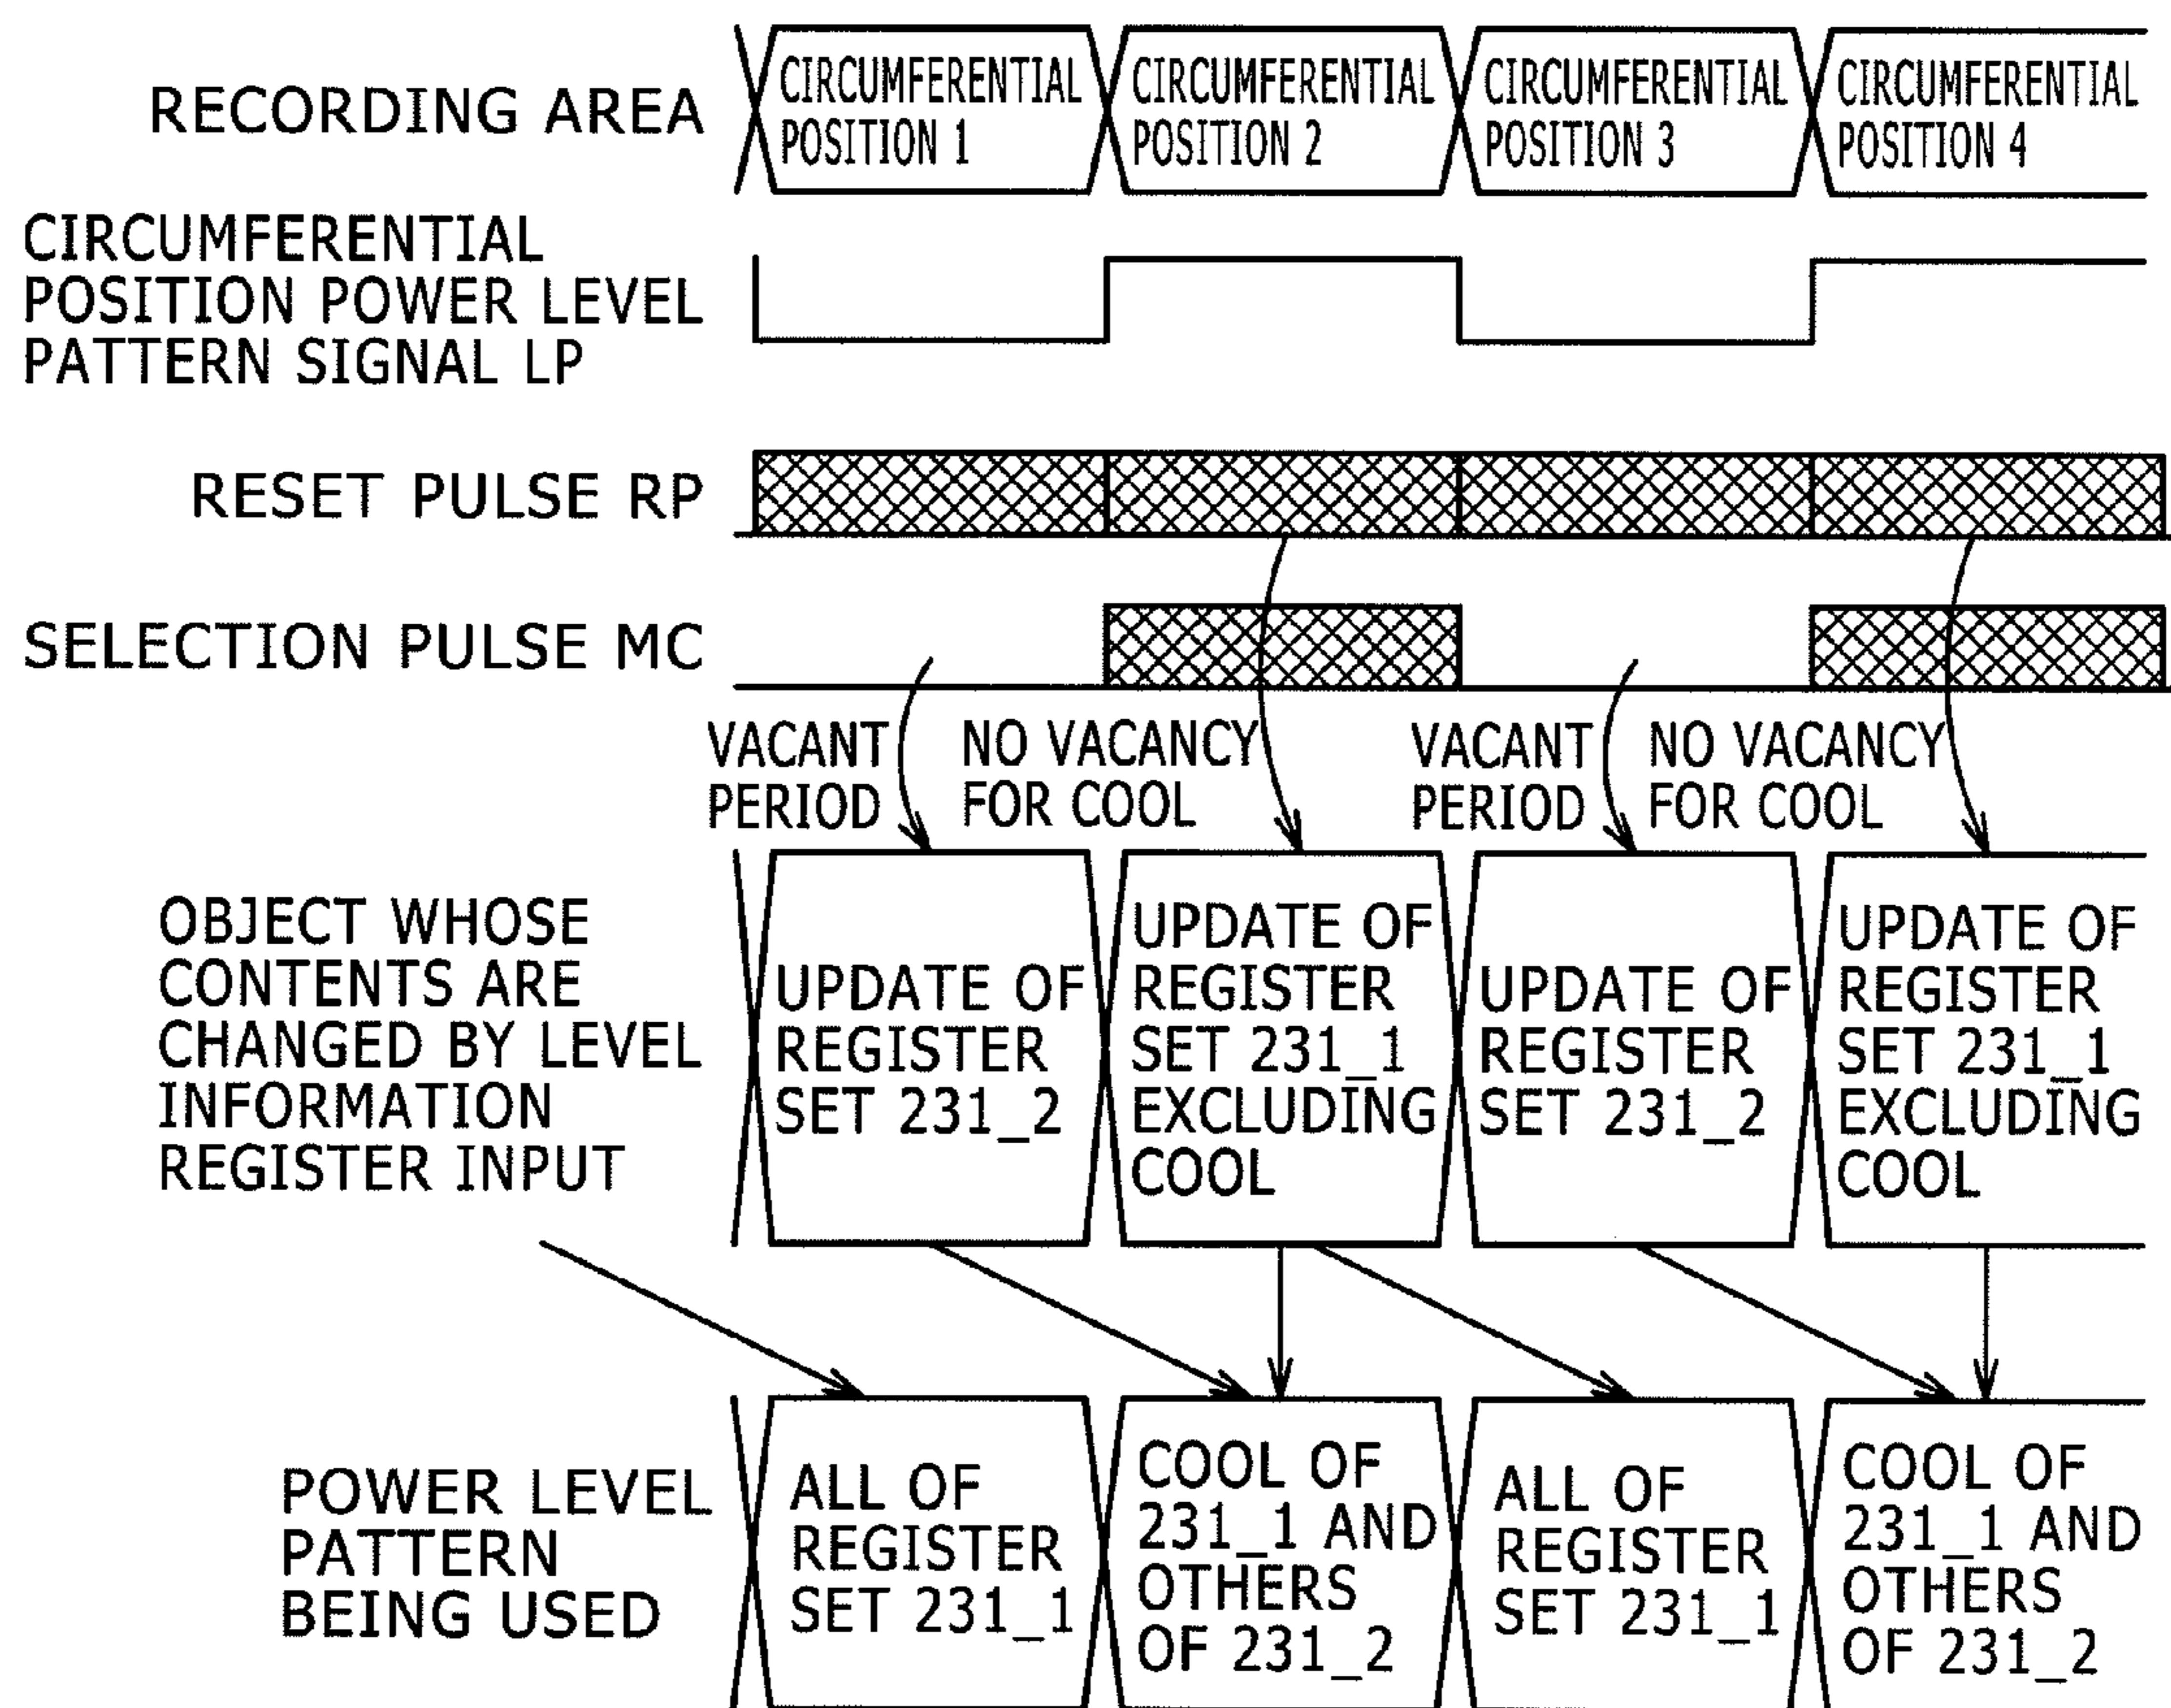 RECORDING AREA
CIRCUMFERENTIAL
POSITION 1
CIRCUMFERENTIAL
POSITION 2
CIRCUMFERENTIAL
POSITION 3
CIRCUMFERENTIAL
POSITION 4
CIRCUMFERENTIAL
POSITION POWER LEVEL
PATTERN SIGNAL LP
RESET PULSE RP
SELECTION PULSE MC
VACANT
PERIOD
NO VACANCY
FOR COOL
VACANT
PERIOD
NO VACANCY
FOR COOL
OBJECT WHOSE
CONTENTS ARE
CHANGED BY LEVEL
INFORMATION
REGISTER INPUT
UPDATE OF
REGISTER
SET 231_2
UPDATE OF
REGISTER
SET 231_1
EXCLUDING
COOL
UPDATE OF
REGISTER
SET 231_2
UPDATE OF
REGISTER
SET 231_1
EXCLUDING
COOL
POWER LEVEL
PATTERN
BEING USED
ALL OF
REGISTER
SET 231_1
COOL OF
231_1 AND
OTHERS
OF 231_2
ALL OF
REGISTER
SET 231_1
COOL OF
231_1 AND
OTHERS
OF 231_2